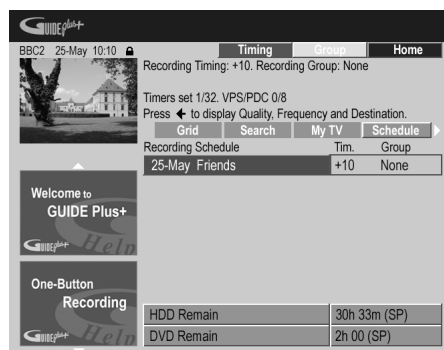 GUIDE plus+
BBC2 25-May 10:10
Timing Group Home
Recording Timing: +10. Recording Group: None
Timers set 1/32. VPS/PDC 0/8
Press to display Quality, Frequency and Destination.
Grid Search My TV Schedule
Recording Schedule Tim. Group
25-May Friends +10 None
Welcome to
GUIDE Plus+
GUIDE plus+ Help
One-Button
Recording
GUIDE plus+ Help
HDD Remain 30h 33m (SP)
DVD Remain 2h 00 (SP)